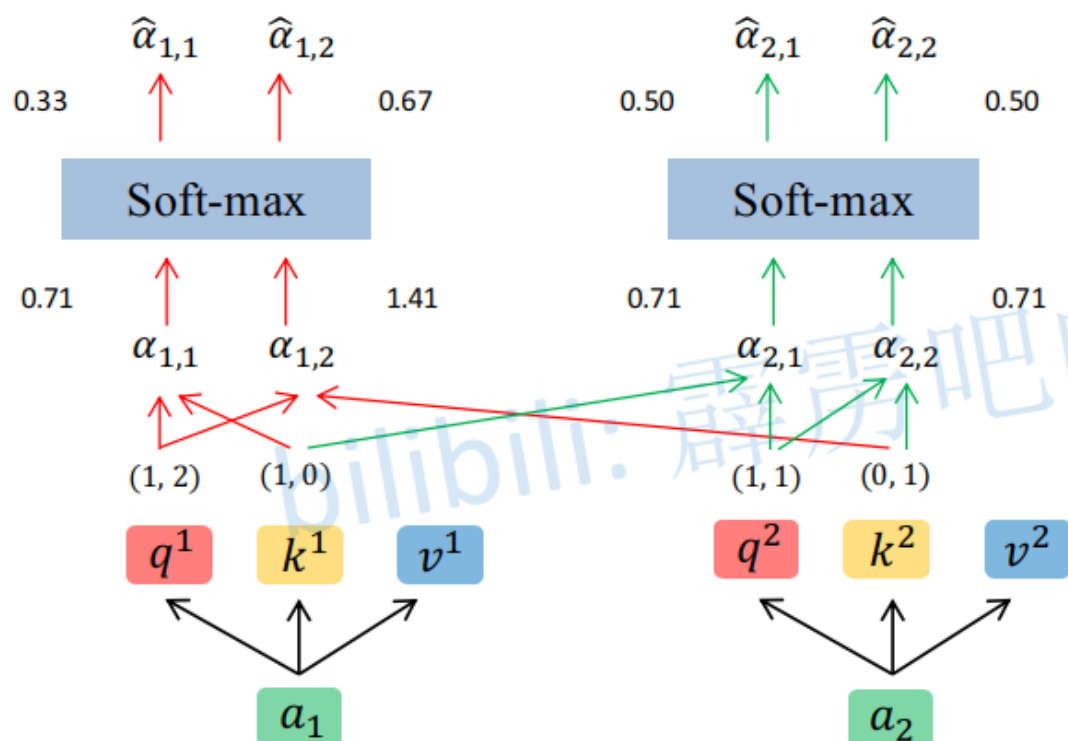 α̂₁,₁ α̂₁,₂ α̂₂,₁ α̂₂,₂
0.33 0.67 0.50 0.50
Soft-max Soft-max
0.71 1.41 0.71 0.71
α₁,₁ α₁,₂ α₂,₁ α₂,₂
bilibili: 霹雳吧
(1, 2) (1, 0) (1, 1) (0, 1)
q¹ k¹ v¹ q² k² v²
a₁ a₂